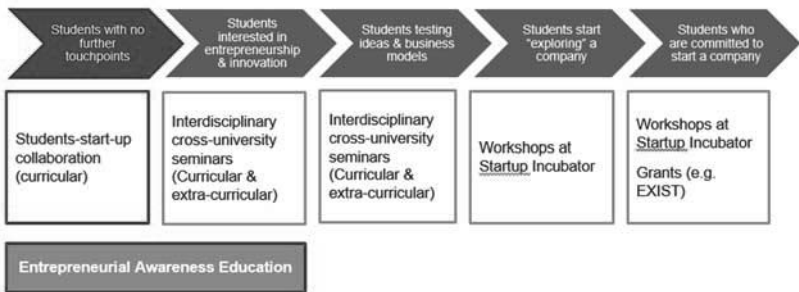 Students with no
further
touchpoints
Students
interested in
entrepreneurship
& innovation
Students testing
ideas & business
models
Students start
"exploring" a
company
Students who
are committed to
start a company
Students-start-up
collaboration
(curricular)
Interdisciplinary
cross-university
seminars
(Curricular &
extra-curricular)
Interdisciplinary
cross-university
seminars
(Curricular &
extra-curricular)
Workshops at
Startup Incubator
Workshops at
Startup Incubator
Grants (e.g.
EXIST)
Entrepreneurial Awareness Education